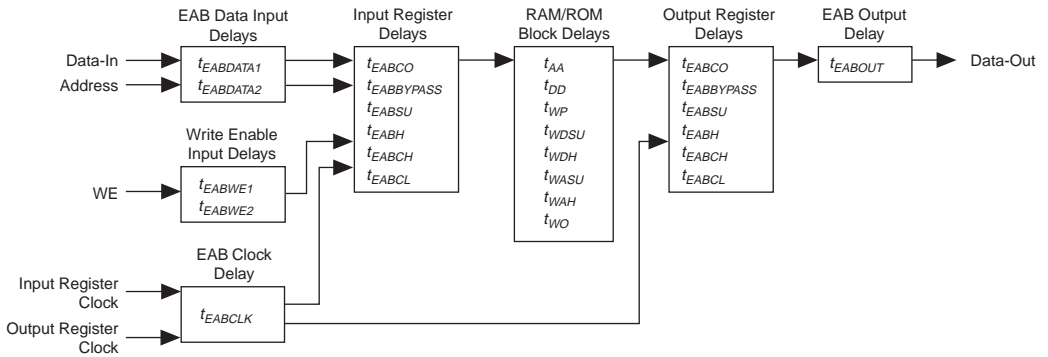 EAB Data Input
Delays
Data-In
Address
tEABDATA1
tEABDATA2
Write Enable
Input Delays
WE
tEABWE1
tEABWE2
EAB Clock
Delay
Input Register
Clock
Output Register
Clock
tEABCLK
Input Register
Delays
tEABCO
tEABBYPASS
tEABSU
tEABH
tEABCH
tEABCL
RAM/ROM
Block Delays
tAA
tDD
tWP
tWDSU
tWDH
tWASU
tWAH
tWO
Output Register
Delays
tEABCO
tEABBYPASS
tEABSU
tEABH
tEABCH
tEABCL
EAB Output
Delay
tEABOUT
Data-Out